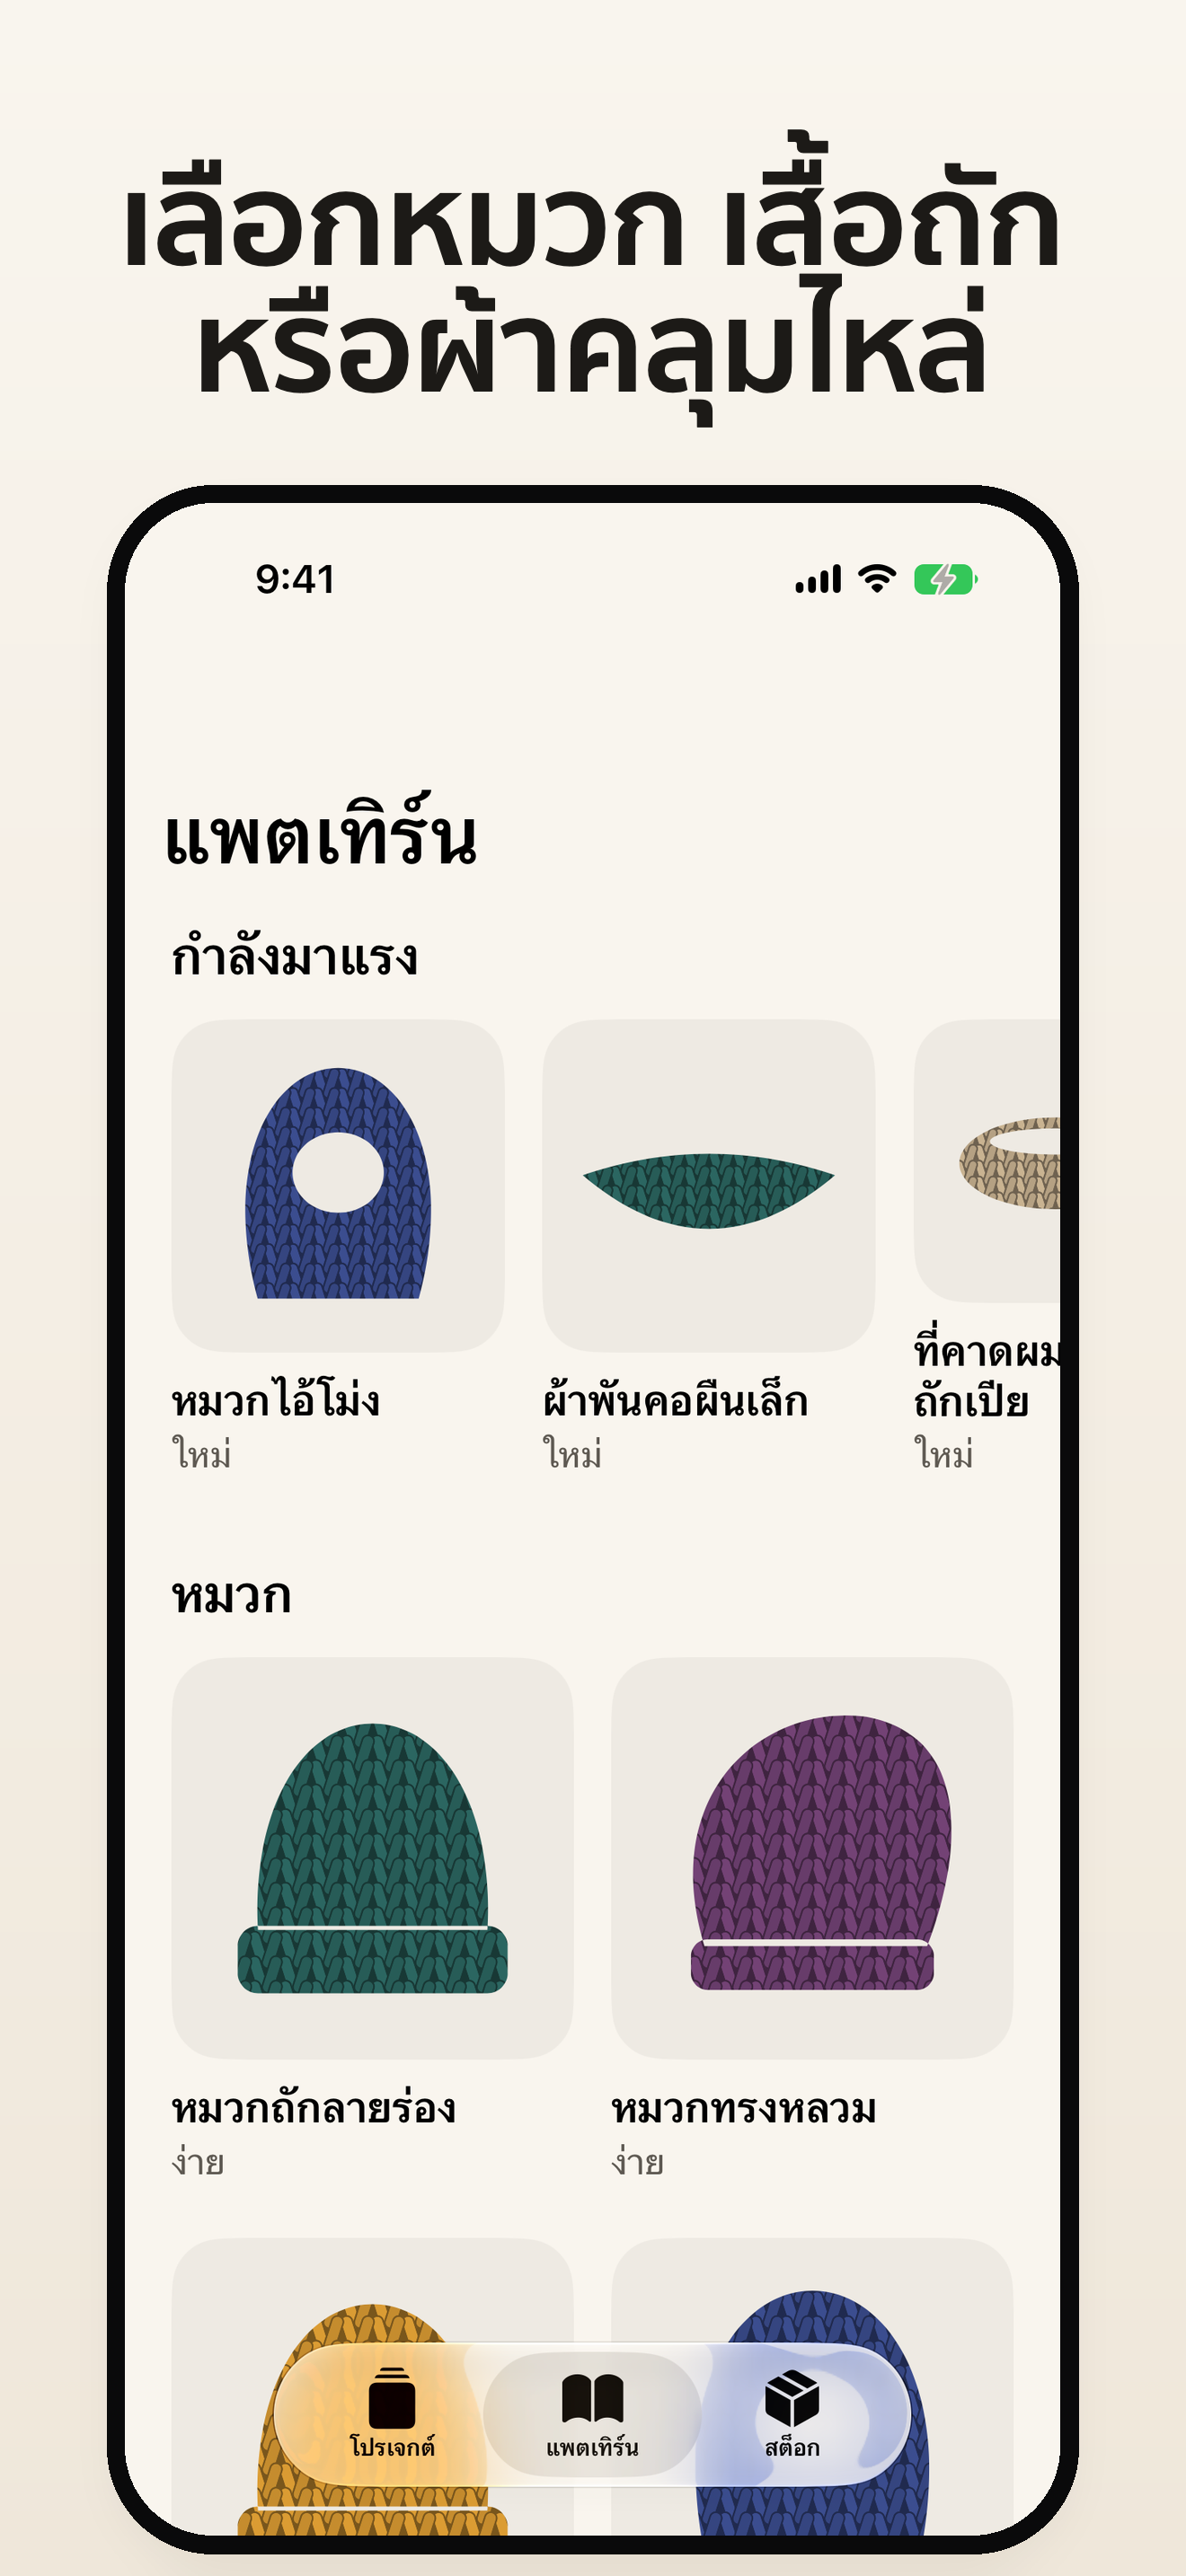 เลือกหมวก เสื้อถัก
หรือผ้าคลุมไหล่
9:41
แพตเทิร์น
กำลังมาแรง
หมวกไอ้โม่ง
ใหม่
ผ้าพันคอผืนเล็ก
ใหม่
ที่คาดผม
ถักเปีย
ใหม่
หมวก
หมวกถักลายร่อง
ง่าย
หมวกทรงหลวม
ง่าย
โปรเจกต์
แพตเทิร์น
สต็อก